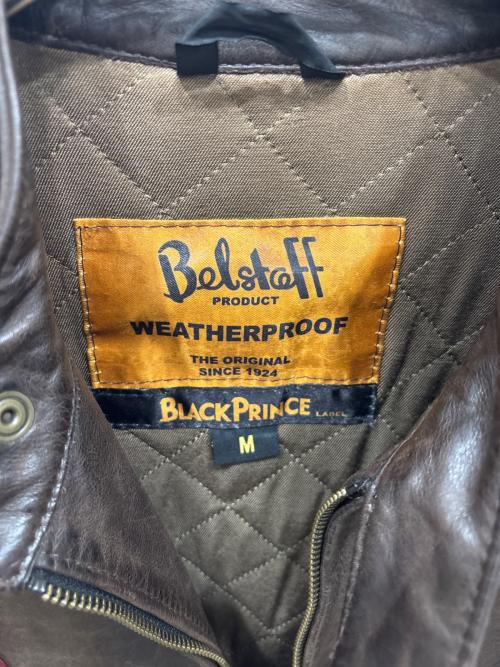 Belstaff
PRODUCT
WEATHERPROOF
THE ORIGINAL
SINCE 1924
BLACKPRINCE LABEL
M